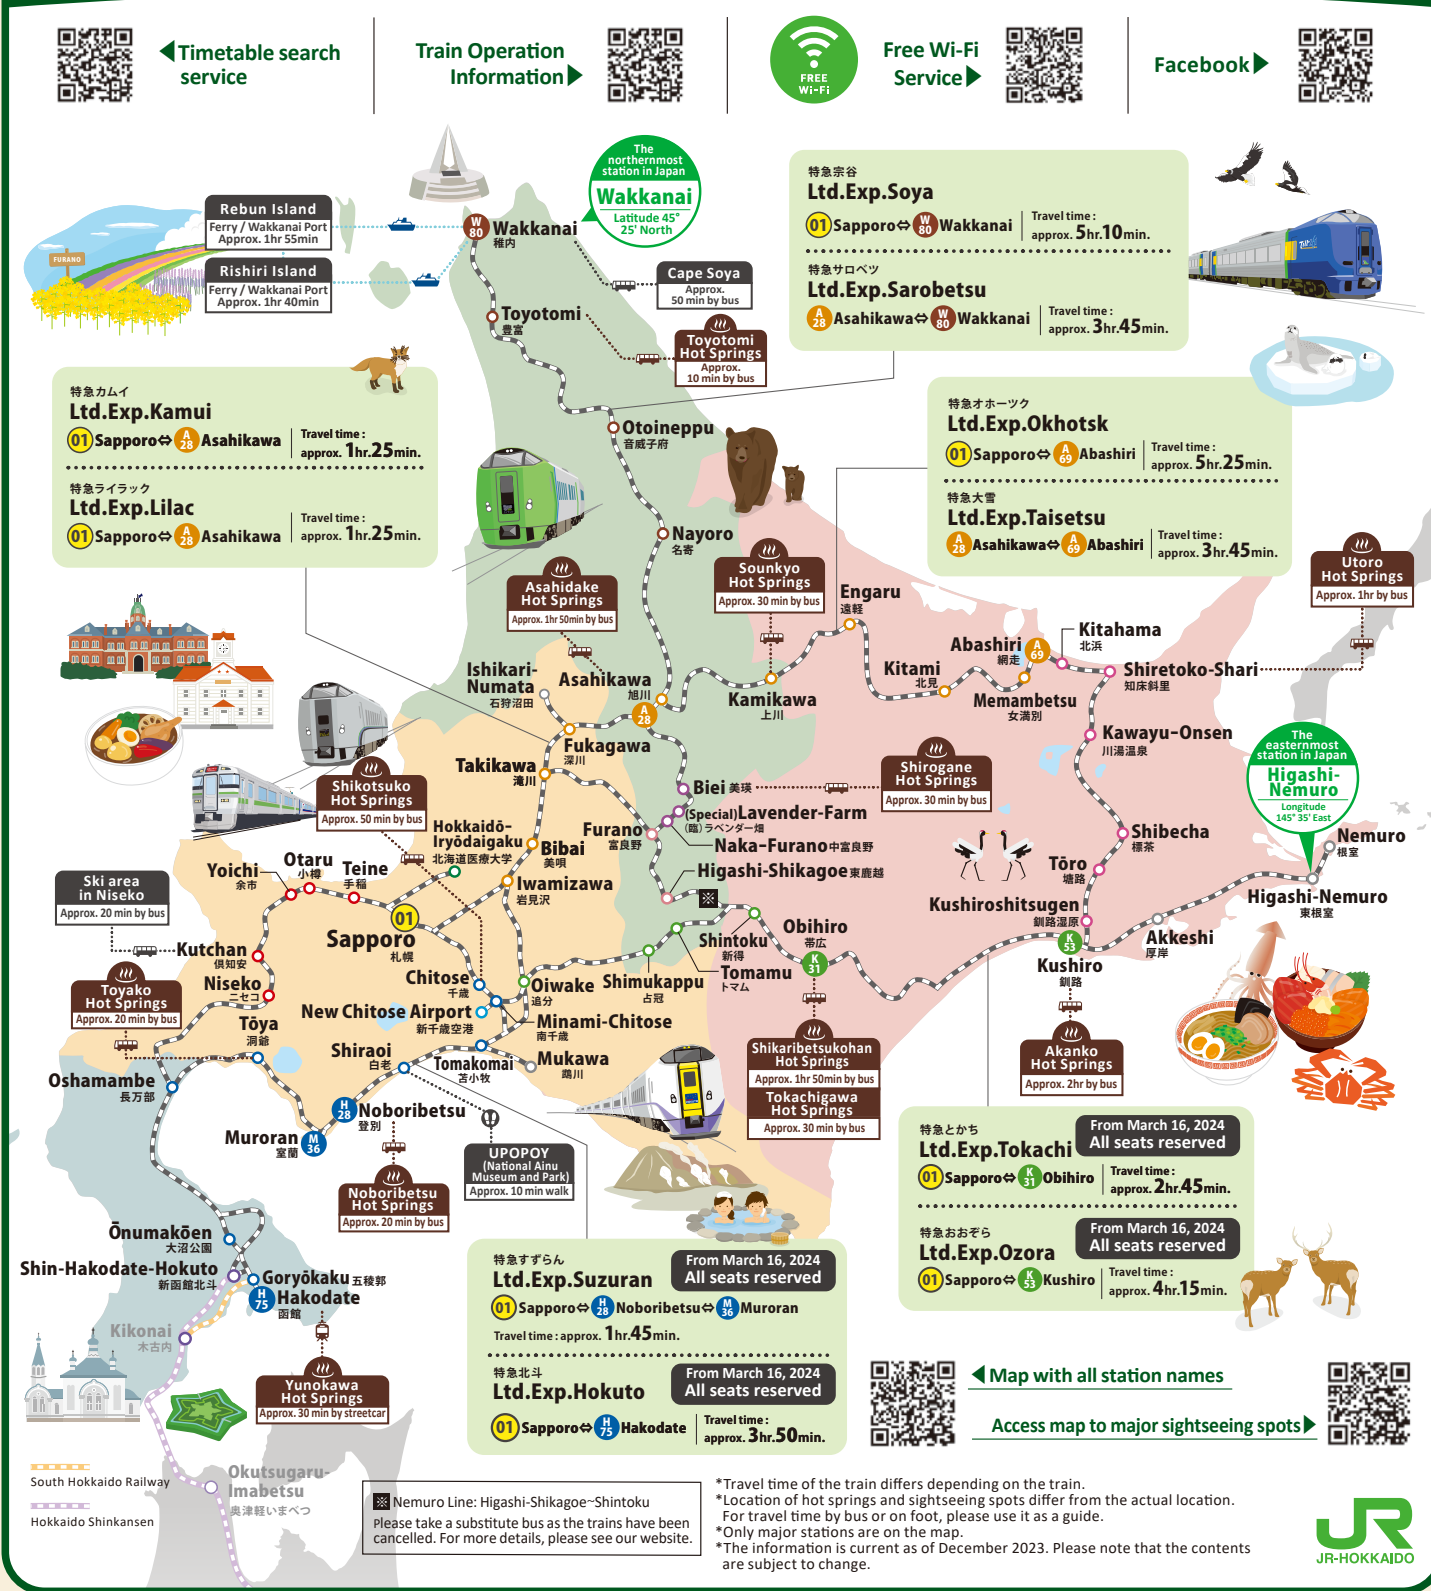 Timetable search
service
Train Operation
Information
FREE
Wi-Fi
Free Wi-Fi
Service
Facebook
The
northernmost
station in Japan
Wakkanai
Latitude 45°
25' North
Rebun Island
Ferry / Wakkanai Port
Approx. 1hr 55min
Rishiri Island
Ferry / Wakkanai Port
Approx. 1hr 40min
FURANO
W
80
Wakkanai
稚内
Cape Soya
Approx.
50 min by bus
Toyotomi
豊富
Toyotomi
Hot Springs
Approx.
10 min by bus
特急宗谷
Ltd.Exp.Soya
01 Sapporo⇔ W 80 Wakkanai
Travel time :
approx. 5hr.10min.
特急サロベツ
Ltd.Exp.Sarobetsu
A 28 Asahikawa⇔ W 80 Wakkanai
Travel time :
approx. 3hr.45min.
特急カムイ
Ltd.Exp.Kamui
01 Sapporo⇔ A 28 Asahikawa
Travel time :
approx. 1hr.25min.
特急ライラック
Ltd.Exp.Lilac
01 Sapporo⇔ A 28 Asahikawa
Travel time :
approx. 1hr.25min.
特急オホーツク
Ltd.Exp.Okhotsk
01 Sapporo⇔ A 69 Abashiri
Travel time :
approx. 5hr.25min.
特急大雪
Ltd.Exp.Taisetsu
A 28 Asahikawa⇔ A 69 Abashiri
Travel time :
approx. 3hr.45min.
Otoineppu
音威子府
Nayoro
名寄
Asahidake
Hot Springs
Approx. 1hr 50min by bus
Sounkyo
Hot Springs
Approx. 30 min by bus
Utoro
Hot Springs
Approx. 1hr by bus
Engaru
遠軽
Abashiri
網走
A
69
Kitahama
北浜
Shiretoko-Shari
知床斜里
Kitami
北見
Memambetsu
女満別
Ishikari-
Numata
石狩沼田
Asahikawa
旭川
A
28
Kamikawa
上川
Kawayu-Onsen
川湯温泉
Fukagawa
深川
Takikawa
滝川
Shirogane
Hot Springs
Approx. 30 min by bus
The
easternmost
station in Japan
Higashi-
Nemuro
Longitude
145° 35' East
Biei 美瑛
(Special)Lavender-Farm
(臨)ラベンダー畑
Shikotsuko
Hot Springs
Approx. 50 min by bus
Hokkaidō-
Iryōdaigaku
北海道医療大学
Furano
富良野
Naka-Furano 中富良野
Bibai
美唄
Shibecha
標茶
Nemuro
根室
Otaru
小樽
Teine
手稲
Yoichi
余市
Higashi-Shikagoe 東鹿越
Tōro
塘路
Iwamizawa
岩見沢
Ski area
in Niseko
Approx. 20 min by bus
Higashi-Nemuro
東根室
Kushiroshitsugen
釧路湿原
01
Sapporo
札幌
※
Shintoku
新得
Obihiro
帯広
K
31
Akkeshi
厚岸
K
53
Kushiro
釧路
Kutchan
倶知安
Niseko
ニセコ
Chitose
千歳
Oiwake
追分
Shimukappu
占冠
Tomamu
トマム
Toyako
Hot Springs
Approx. 20 min by bus
New Chitose Airport
新千歳空港
Minami-Chitose
南千歳
Tōya
洞爺
Shiraoi
白老
Tomakomai
苫小牧
Mukawa
鵡川
Shikaribetsukohan
Hot Springs
Approx. 1hr 50min by bus
Tokachigawa
Hot Springs
Approx. 30 min by bus
Akanko
Hot Springs
Approx. 2hr by bus
Oshamambe
長万部
H
28
Noboribetsu
登別
Muroran
室蘭
M
36
UPOPOY
(National Ainu
Museum and Park)
Approx. 10 min walk
Noboribetsu
Hot Springs
Approx. 20 min by bus
特急とかち
Ltd.Exp.Tokachi
From March 16, 2024
All seats reserved
01 Sapporo⇔ K 31 Obihiro
Travel time :
approx. 2hr.45min.
特急おおぞら
Ltd.Exp.Ozora
From March 16, 2024
All seats reserved
01 Sapporo⇔ K 53 Kushiro
Travel time :
approx. 4hr.15min.
Ōnumakōen
大沼公園
Shin-Hakodate-Hokuto
新函館北斗
Goryōkaku 五稜郭
H
75
Hakodate
函館
Kikonai
木古内
Yunokawa
Hot Springs
Approx. 30 min by streetcar
特急すずらん
Ltd.Exp.Suzuran
From March 16, 2024
All seats reserved
01 Sapporo⇔ H 28 Noboribetsu⇔ M 36 Muroran
Travel time : approx. 1hr.45min.
特急北斗
Ltd.Exp.Hokuto
From March 16, 2024
All seats reserved
01 Sapporo⇔ H 75 Hakodate
Travel time :
approx. 3hr.50min.
Map with all station names
Access map to major sightseeing spots
South Hokkaido Railway
Hokkaido Shinkansen
Okutsugaru-
Imabetsu
奥津軽いまべつ
※ Nemuro Line: Higashi-Shikagoe~Shintoku
Please take a substitute bus as the trains have been
cancelled. For more details, please see our website.
*Travel time of the train differs depending on the train.
*Location of hot springs and sightseeing spots differ from the actual location.
For travel time by bus or on foot, please use it as a guide.
*Only major stations are on the map.
*The information is current as of December 2023. Please note that the contents
are subject to change.
JR
JR-HOKKAIDO